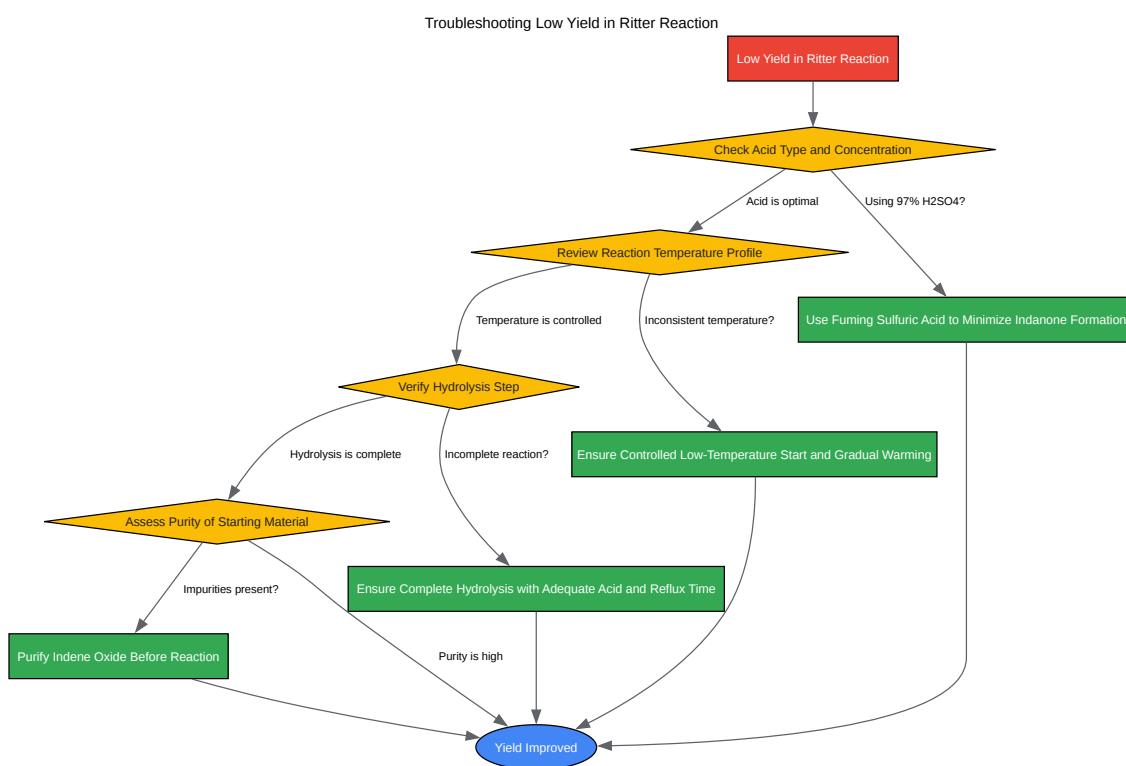 Troubleshooting Low Yield in Ritter Reaction
Low Yield in Ritter Reaction
Check Acid Type and Concentration
Acid is optimal
Using 97% H2SO4?
Review Reaction Temperature Profile
Temperature is controlled
Inconsistent temperature?
Use Fuming Sulfuric Acid to Minimize Indanone Formation
Verify Hydrolysis Step
Hydrolysis is complete
Incomplete reaction?
Ensure Controlled Low-Temperature Start and Gradual Warming
Assess Purity of Starting Material
Impurities present?
Ensure Complete Hydrolysis with Adequate Acid and Reflux Time
Purify Indene Oxide Before Reaction
Purity is high
Yield Improved